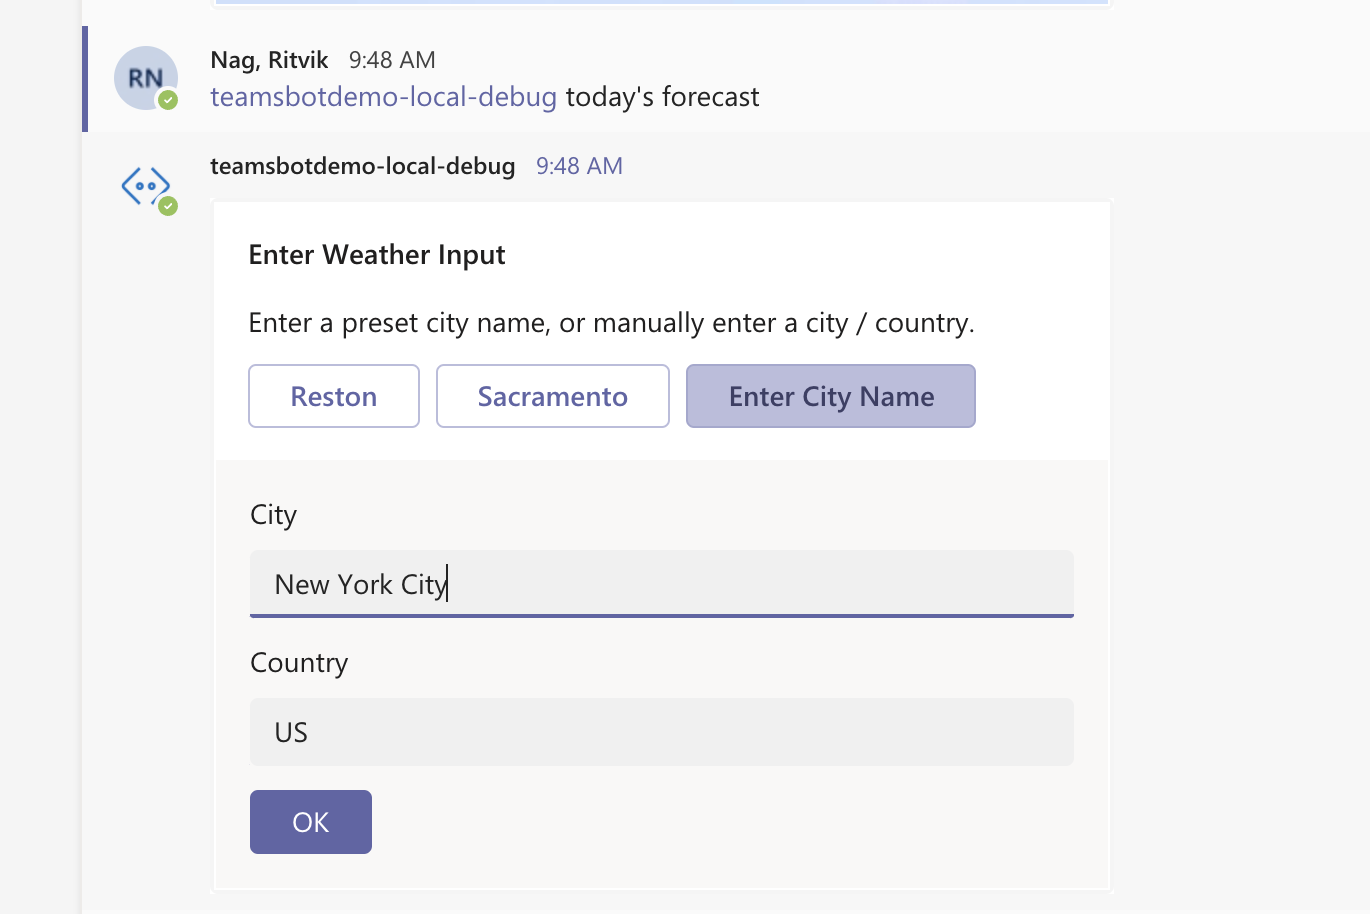 Nag, Ritvik 9:48 AM
RN
teamsbotdemo-local-debug today's forecast
teamsbotdemo-local-debug 9:48 AM
Enter Weather Input
Enter a preset city name, or manually enter a city / country.
Reston Sacramento Enter City Name
City
New York City
Country
US
OK